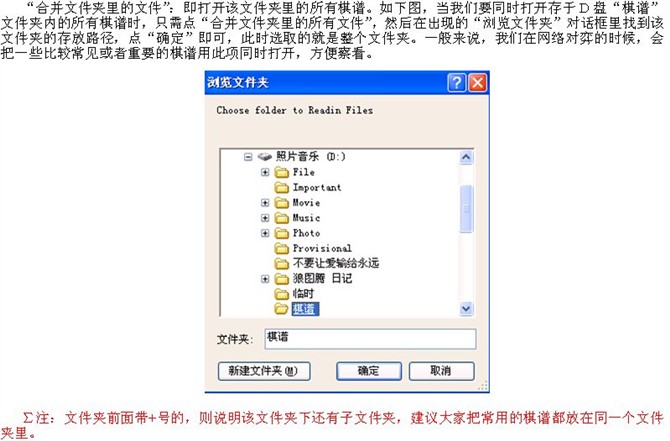 “合并文件夹里的文件”：即打开该文件夹里的所有棋谱。如下图，当我们要同时打开存于D盘“棋谱”
文件夹内的所有棋谱时，只需点“合并文件夹里的所有文件”，然后在出现的“浏览文件夹”对话框里找到该
文件夹的存放路径，点“确定”即可，此时选取的就是整个文件夹。一般来说，我们在网络对弈的时候，会
把一些比较常见或者重要的棋谱用此项同时打开，方便察看。
浏览文件夹
Choose folder to Readin Files
照片音乐 (D:)
File
Important
Movie
Music
Photo
Provisional
不要让爱输给永远
狼图腾 日记
临时
棋谱
文件夹: 棋谱
新建文件夹(M) 确定 取消
∑注：文件夹前面带+号的，则说明该文件夹下还有子文件夹，建议大家把常用的棋谱都放在同一个文件
夹里。